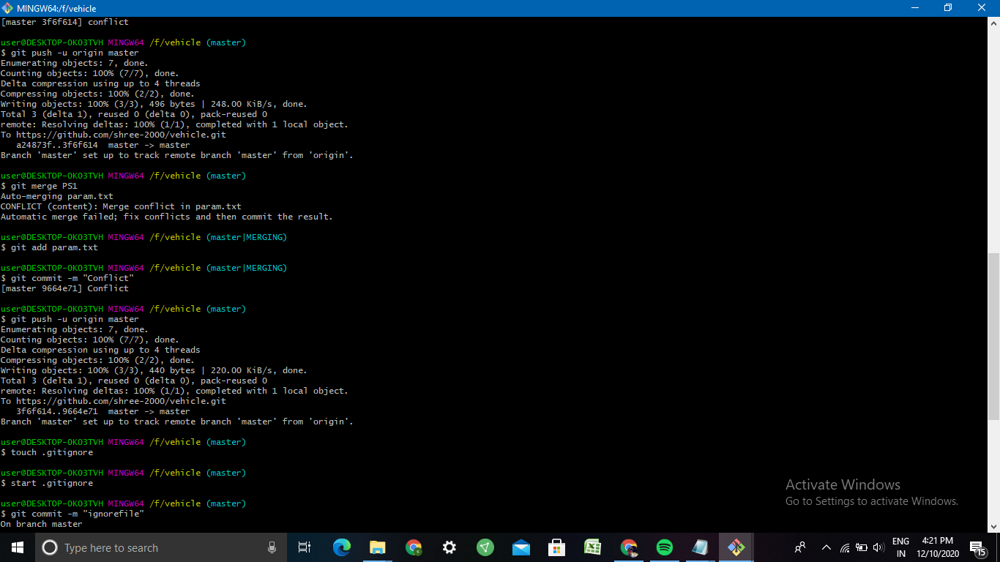 MINGW64:/f/vehicle
[master 3f6f614] conflict
user@DESKTOP-OKO3TVH MINGW64 /f/vehicle (master)
$ git push -u origin master
Enumerating objects: 7, done.
Counting objects: 100% (7/7), done.
Delta compression using up to 4 threads
Compressing objects: 100% (2/2), done.
Writing objects: 100% (3/3), 496 bytes | 248.00 KiB/s, done.
Total 3 (delta 1), reused 0 (delta 0), pack-reused 0
remote: Resolving deltas: 100% (1/1), completed with 1 local object.
To https://github.com/shree-2000/vehicle.git
   a24873f..3f6f614  master -> master
Branch 'master' set up to track remote branch 'master' from 'origin'.
user@DESKTOP-OKO3TVH MINGW64 /f/vehicle (master)
$ git merge PS1
Auto-merging param.txt
CONFLICT (content): Merge conflict in param.txt
Automatic merge failed; fix conflicts and then commit the result.
user@DESKTOP-OKO3TVH MINGW64 /f/vehicle (master|MERGING)
$ git add param.txt
user@DESKTOP-OKO3TVH MINGW64 /f/vehicle (master|MERGING)
$ git commit -m "Conflict"
[master 9664e71] Conflict
user@DESKTOP-OKO3TVH MINGW64 /f/vehicle (master)
$ git push -u origin master
Enumerating objects: 7, done.
Counting objects: 100% (7/7), done.
Delta compression using up to 4 threads
Compressing objects: 100% (2/2), done.
Writing objects: 100% (3/3), 440 bytes | 220.00 KiB/s, done.
Total 3 (delta 1), reused 0 (delta 0), pack-reused 0
remote: Resolving deltas: 100% (1/1), completed with 1 local object.
To https://github.com/shree-2000/vehicle.git
   3f6f614..9664e71  master -> master
Branch 'master' set up to track remote branch 'master' from 'origin'.
user@DESKTOP-OKO3TVH MINGW64 /f/vehicle (master)
$ touch .gitignore
user@DESKTOP-OKO3TVH MINGW64 /f/vehicle (master)
$ start .gitignore
user@DESKTOP-OKO3TVH MINGW64 /f/vehicle (master)
$ git commit -m "ignorefile"
On branch master
Activate Windows
Go to Settings to activate Windows.
Type here to search
ENG
IN
4:21 PM
12/10/2020
15